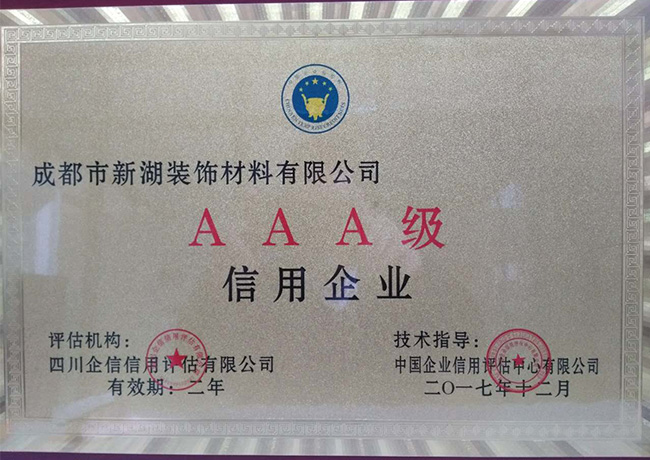 成都市新湖装饰材料有限公司
AAA级
信用企业
评估机构：
四川企信信用评估有限公司
有效期：二年
技术指导：
中国企业信用评估中心有限公司
二〇一七年十二月